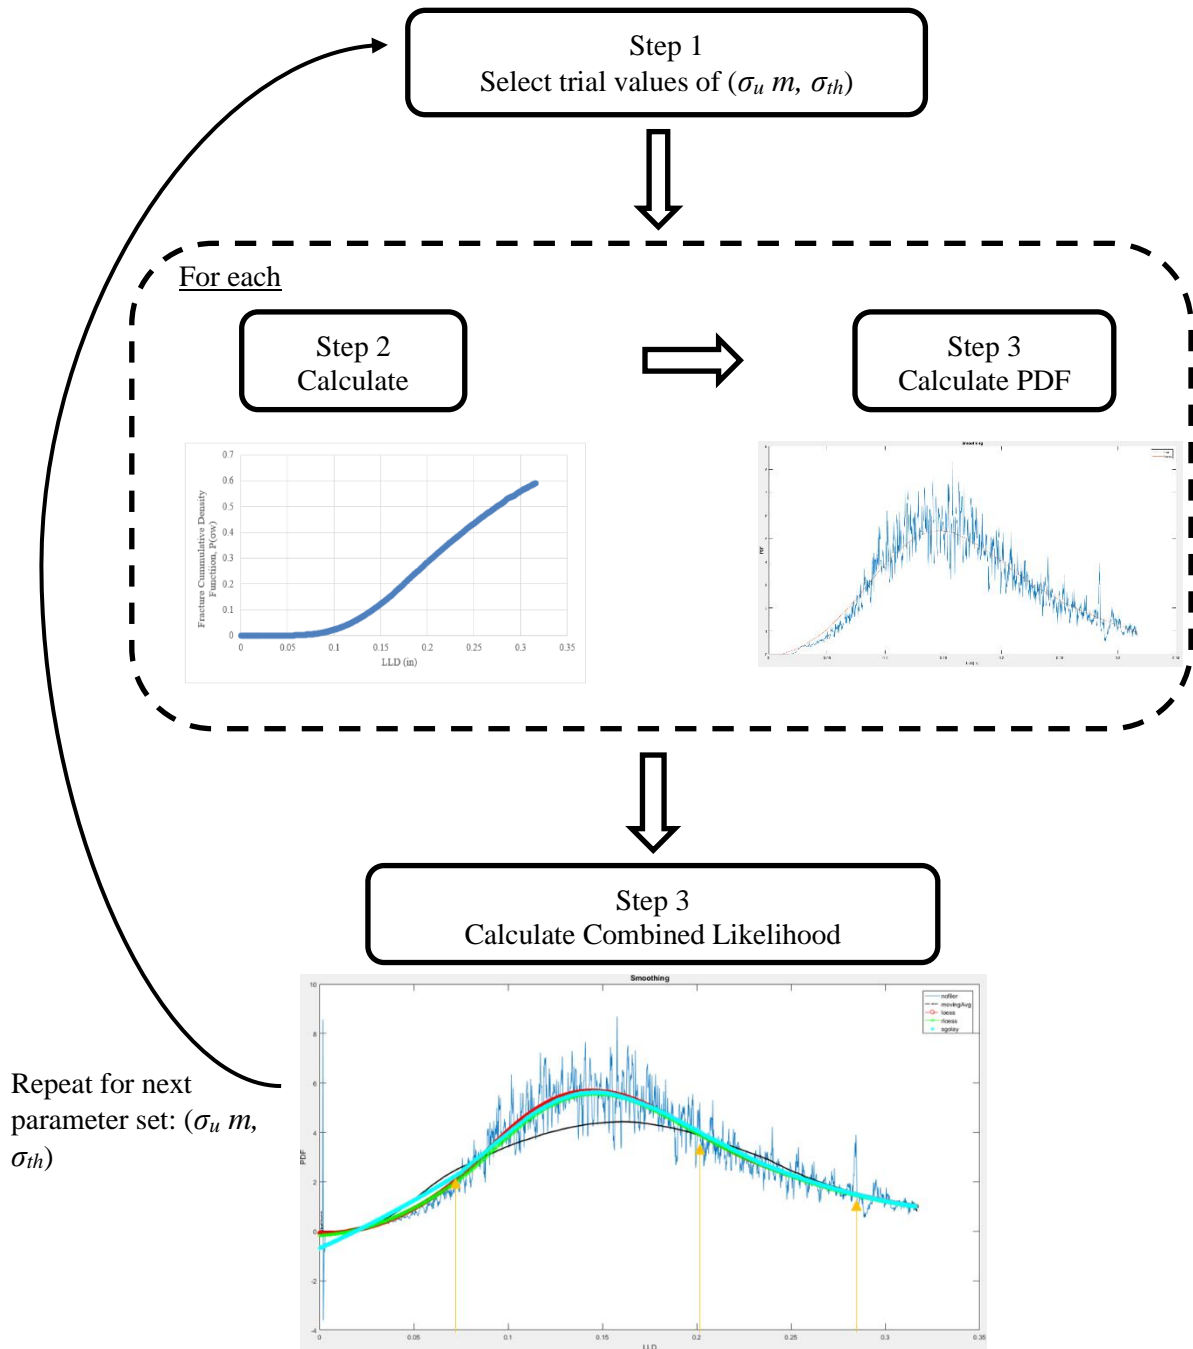 Step 1
Select trial values of (σu m, σth)
For each
Step 2
Calculate
Step 3
Calculate PDF
0.7
0.6
0.5
0.4
0.3
0.2
0.1
0
0 0.05 0.1 0.15 0.2 0.25 0.3 0.35
Fracture Cumulative Density
Function, P(σw)
LLD (in)
Step 3
Calculate Combined Likelihood
Smoothing
10
8
6
4
2
0
-2
-4
0 0.05 0.1 0.15 0.2 0.25 0.3 0.35
PDF
LLD
nofiler
movingAvg
loess
rloess
sgolay
Repeat for next
parameter set: (σu m,
σth)